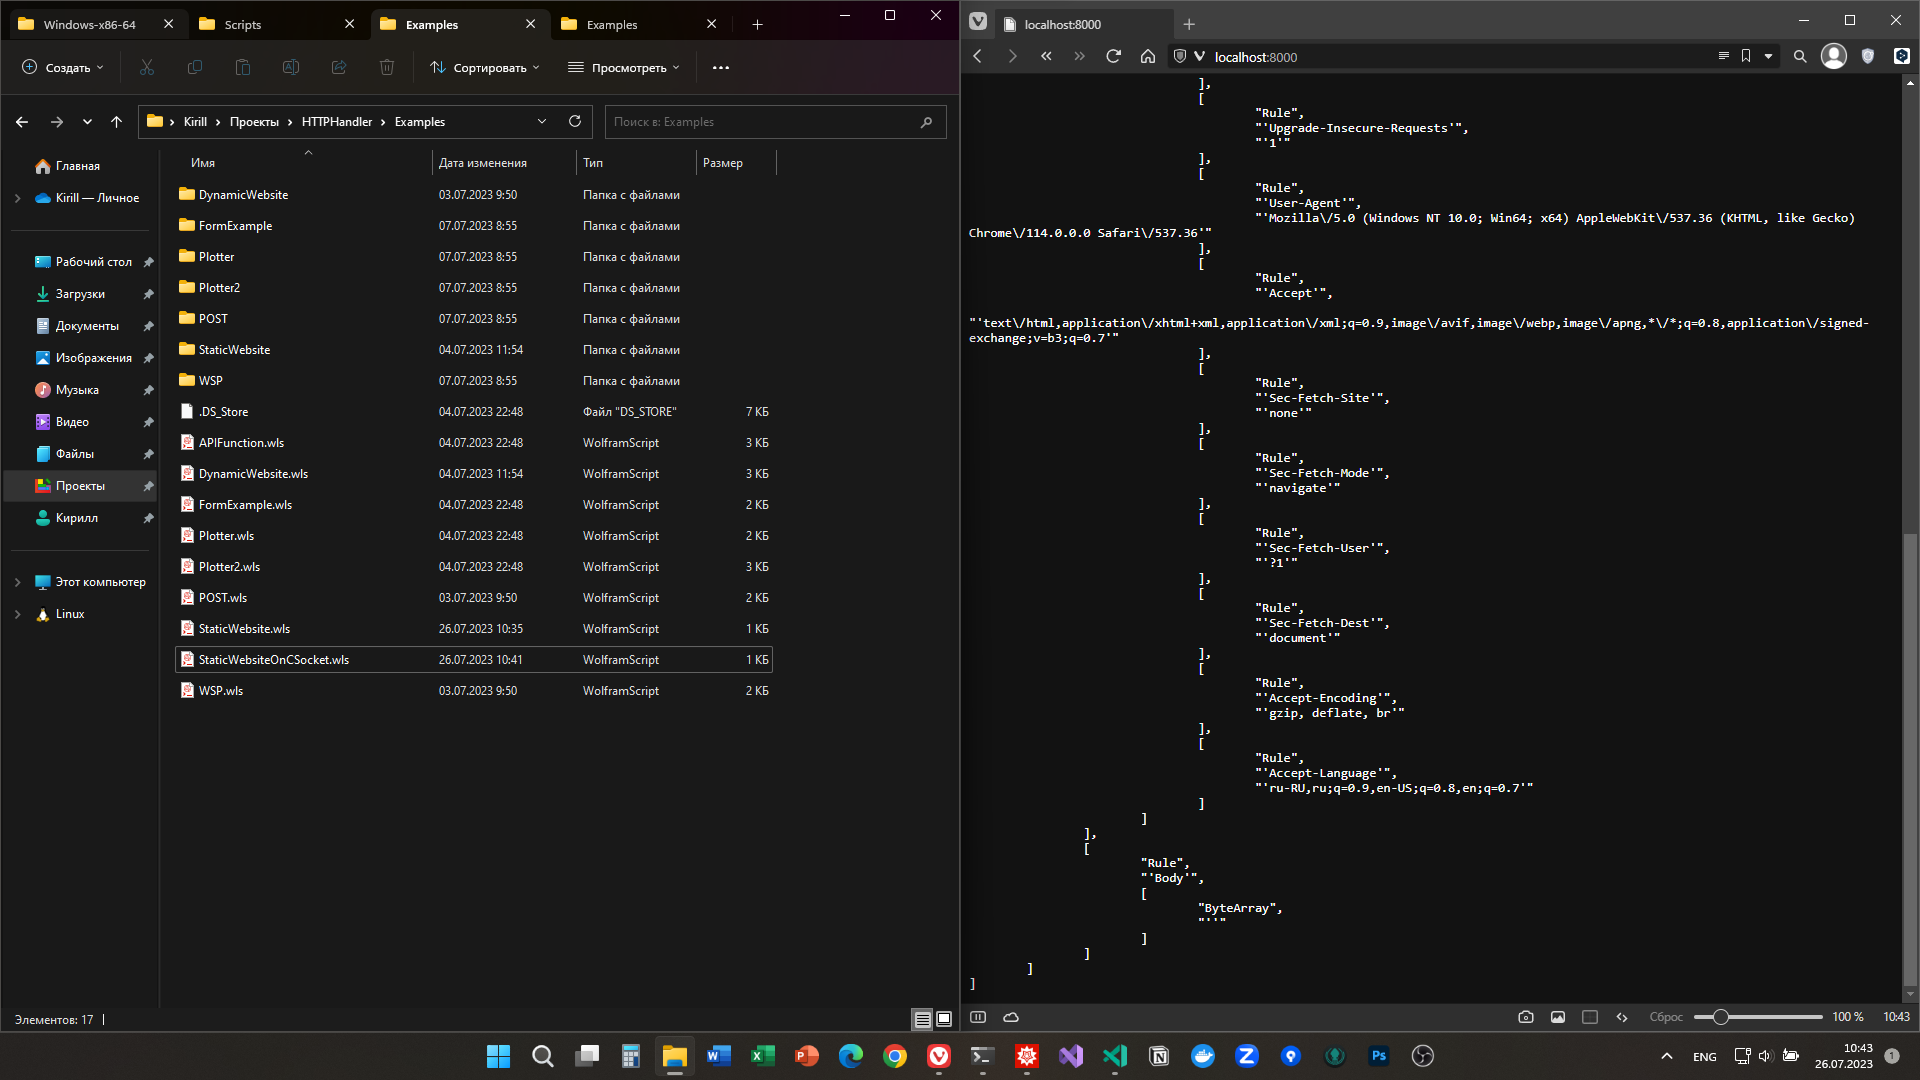 Windows-x86-64
Scripts
Examples
Examples
Создать
Сортировать
Просмотреть
Kirill
Проекты
HTTPHandler
Examples
Поиск в: Examples
Главная
Kirill — Личное
Рабочий стол
Загрузки
Документы
Изображения
Музыка
Видео
Файлы
Проекты
Кирилл
Этот компьютер
Linux
Имя Дата изменения Тип Размер
DynamicWebsite 03.07.2023 9:50 Папка с файлами
FormExample 07.07.2023 8:55 Папка с файлами
Plotter 07.07.2023 8:55 Папка с файлами
Plotter2 07.07.2023 8:55 Папка с файлами
POST 07.07.2023 8:55 Папка с файлами
StaticWebsite 04.07.2023 11:54 Папка с файлами
WSP 07.07.2023 8:55 Папка с файлами
.DS_Store 04.07.2023 22:48 Файл "DS_STORE" 7 КБ
APIFunction.wls 04.07.2023 22:48 WolframScript 3 КБ
DynamicWebsite.wls 04.07.2023 11:54 WolframScript 3 КБ
FormExample.wls 04.07.2023 22:48 WolframScript 2 КБ
Plotter.wls 04.07.2023 22:48 WolframScript 2 КБ
Plotter2.wls 04.07.2023 22:48 WolframScript 3 КБ
POST.wls 03.07.2023 9:50 WolframScript 2 КБ
StaticWebsite.wls 26.07.2023 10:35 WolframScript 1 КБ
StaticWebsiteOnCSocket.wls 26.07.2023 10:41 WolframScript 1 КБ
WSP.wls 03.07.2023 9:50 WolframScript 2 КБ
Элементов: 17
localhost:8000
localhost:8000
],
[
"Rule",
"'Upgrade-Insecure-Requests'",
"'1'"
],
[
"Rule",
"'User-Agent'",
"'Mozilla\/5.0 (Windows NT 10.0; Win64; x64) AppleWebKit\/537.36 (KHTML, like Gecko)
Chrome\/114.0.0.0 Safari\/537.36'"
],
[
"Rule",
"'Accept'",
"'text\/html,application\/xhtml+xml,application\/xml;q=0.9,image\/avif,image\/webp,image\/apng,*\/*;q=0.8,application\/signed-
exchange;v=b3;q=0.7'"
],
[
"Rule",
"'Sec-Fetch-Site'",
"'none'"
],
[
"Rule",
"'Sec-Fetch-Mode'",
"'navigate'"
],
[
"Rule",
"'Sec-Fetch-User'",
"'?1'"
],
[
"Rule",
"'Sec-Fetch-Dest'",
"'document'"
],
[
"Rule",
"'Accept-Encoding'",
"'gzip, deflate, br'"
],
[
"Rule",
"'Accept-Language'",
"'ru-RU,ru;q=0.9,en-US;q=0.8,en;q=0.7'"
]
]
],
[
"Rule",
"'Body'",
[
"ByteArray",
"''"
]
]
]
]
Сброс
100 %
10:43
ENG
10:43
26.07.2023
1